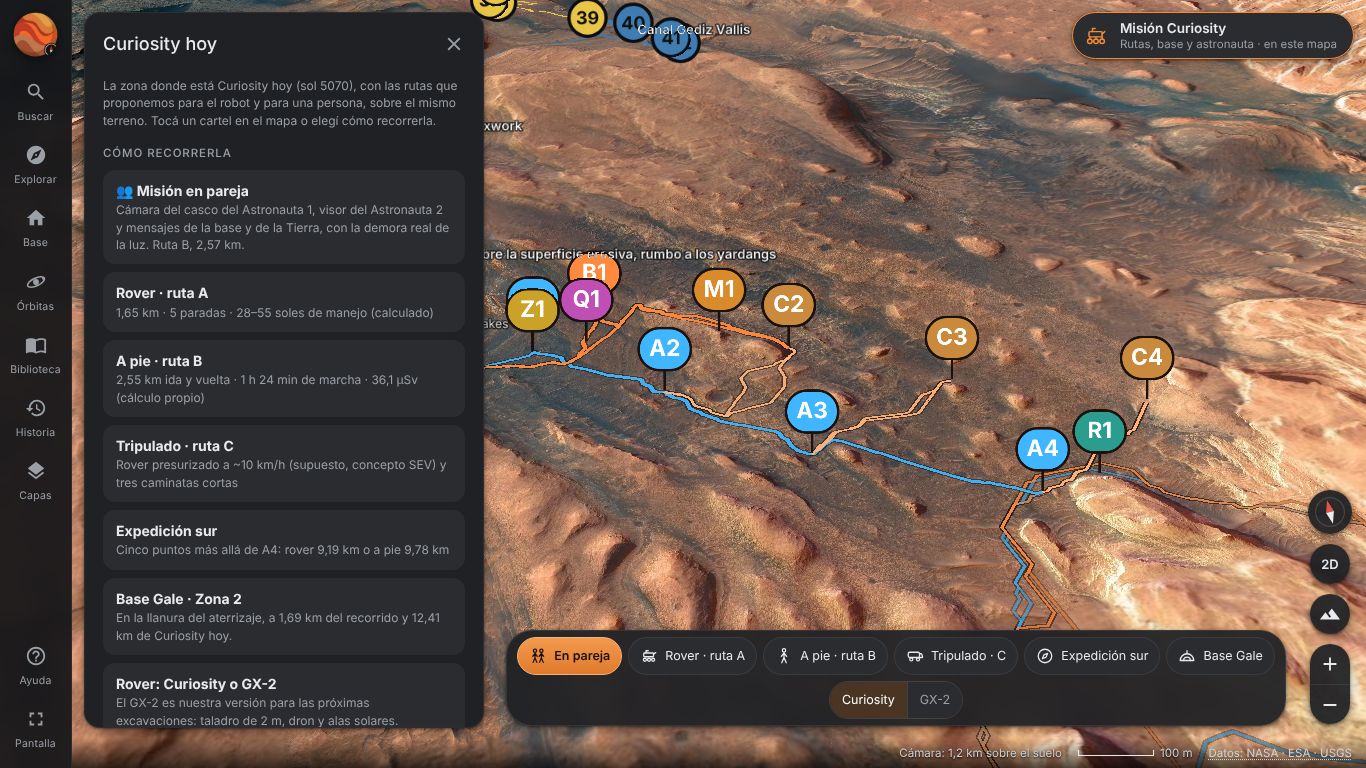 Buscar
Explorar
Base
Órbitas
Biblioteca
Historia
Capas
Ayuda
Pantalla
Curiosity hoy
La zona donde está Curiosity hoy (sol 5070), con las rutas que
proponemos para el robot y para una persona, sobre el mismo
terreno. Tocá un cartel en el mapa o elegí cómo recorrerla.
CÓMO RECORRERLA
👥 Misión en pareja
Cámara del casco del Astronauta 1, visor del Astronauta 2
y mensajes de la base y de la Tierra, con la demora real de
la luz. Ruta B, 2,57 km.
Rover · ruta A
1,65 km · 5 paradas · 28–55 soles de manejo (calculado)
A pie · ruta B
2,55 km ida y vuelta · 1 h 24 min de marcha · 36,1 µSv
(cálculo propio)
Tripulado · ruta C
Rover presurizado a ~10 km/h (supuesto, concepto SEV) y
tres caminatas cortas
Expedición sur
Cinco puntos más allá de A4: rover 9,19 km o a pie 9,78 km
Base Gale · Zona 2
En la llanura del aterrizaje, a 1,69 km del recorrido y 12,41
km de Curiosity hoy.
Rover: Curiosity o GX-2
El GX-2 es nuestra versión para las próximas
excavaciones: taladro de 2 m, dron y alas solares.
39
40
41
Canal Gediz Vallis
xwork
bre la superficie erosiva, rumbo a los yardangs
akes
B1
Z1
Q1
M1
C2
A2
C3
C4
A3
R1
A4
Misión Curiosity
Rutas, base y astronauta · en este mapa
2D
+
−
En pareja
Rover · ruta A
A pie · ruta B
Tripulado · C
Expedición sur
Base Gale
Curiosity
GX-2
Cámara: 1,2 km sobre el suelo
100 m
Datos: NASA · ESA · USGS